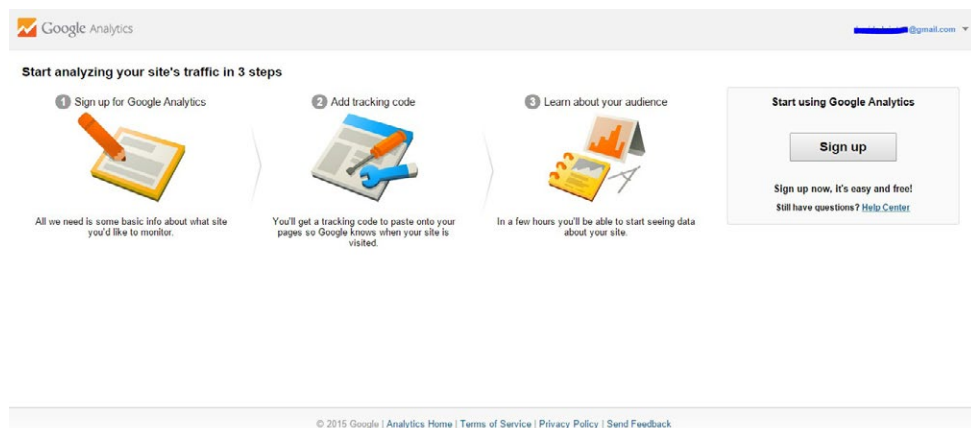 Google Analytics
@gmail.com
Start analyzing your site's traffic in 3 steps
1 Sign up for Google Analytics
All we need is some basic info about what site
you'd like to monitor.
2 Add tracking code
You'll get a tracking code to paste onto your
pages so Google knows when your site is
visited.
3 Learn about your audience
In a few hours you'll be able to start seeing data
about your site.
Start using Google Analytics
Sign up
Sign up now, it's easy and free!
Still have questions? Help Center
© 2015 Google | Analytics Home | Terms of Service | Privacy Policy | Send Feedback